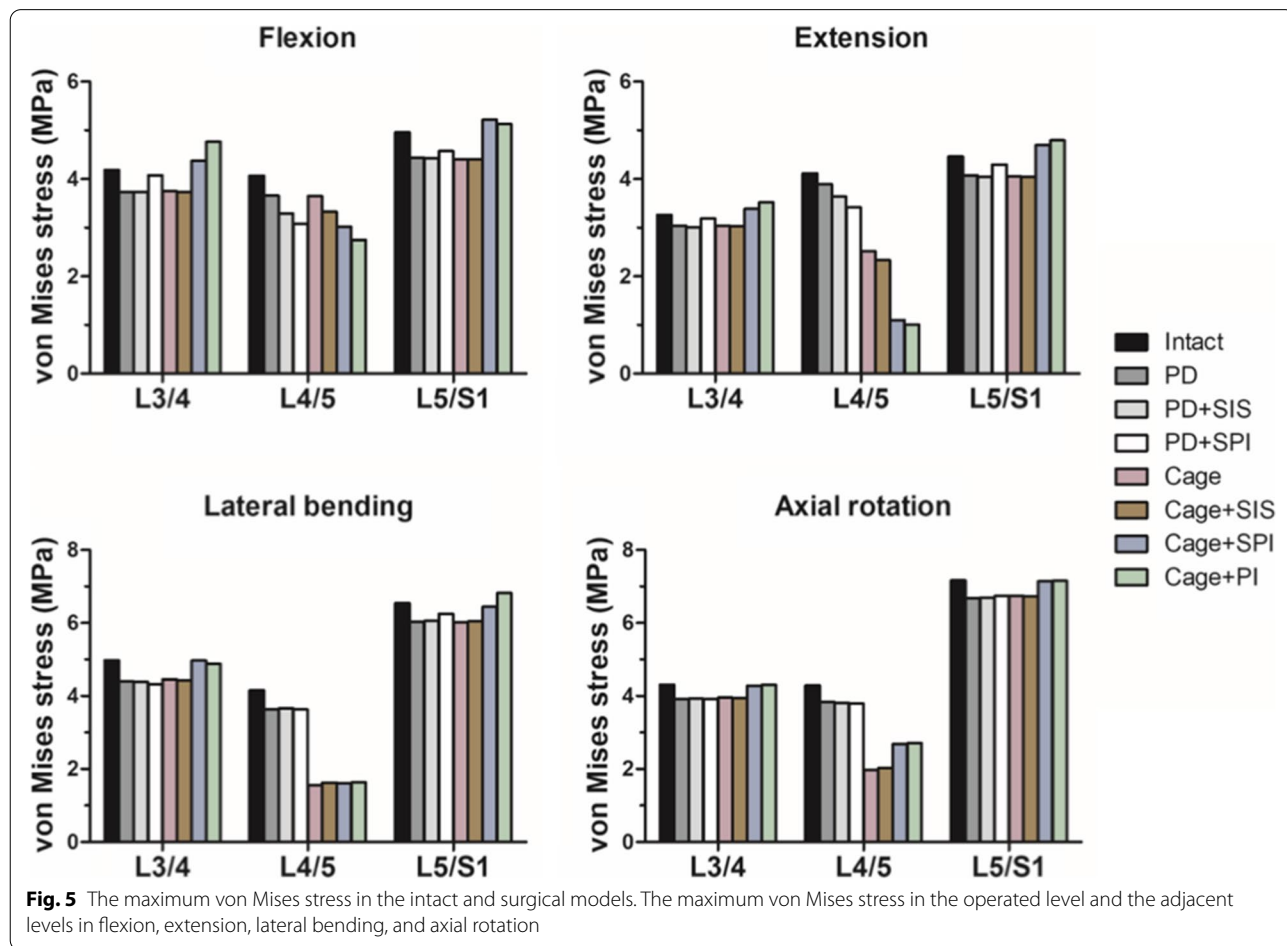 Flexion
von Mises stress (MPa)
6
4
2
0
L3/4 L4/5 L5/S1
Extension
von Mises stress (MPa)
6
4
2
0
L3/4 L4/5 L5/S1
Intact
PD
PD+SIS
PD+SPI
Cage
Cage+SIS
Cage+SPI
Cage+PI
Lateral bending
von Mises stress (MPa)
8
6
4
2
0
L3/4 L4/5 L5/S1
Axial rotation
von Mises stress (MPa)
8
6
4
2
0
L3/4 L4/5 L5/S1
Fig. 5 The maximum von Mises stress in the intact and surgical models. The maximum von Mises stress in the operated level and the adjacent
levels in flexion, extension, lateral bending, and axial rotation